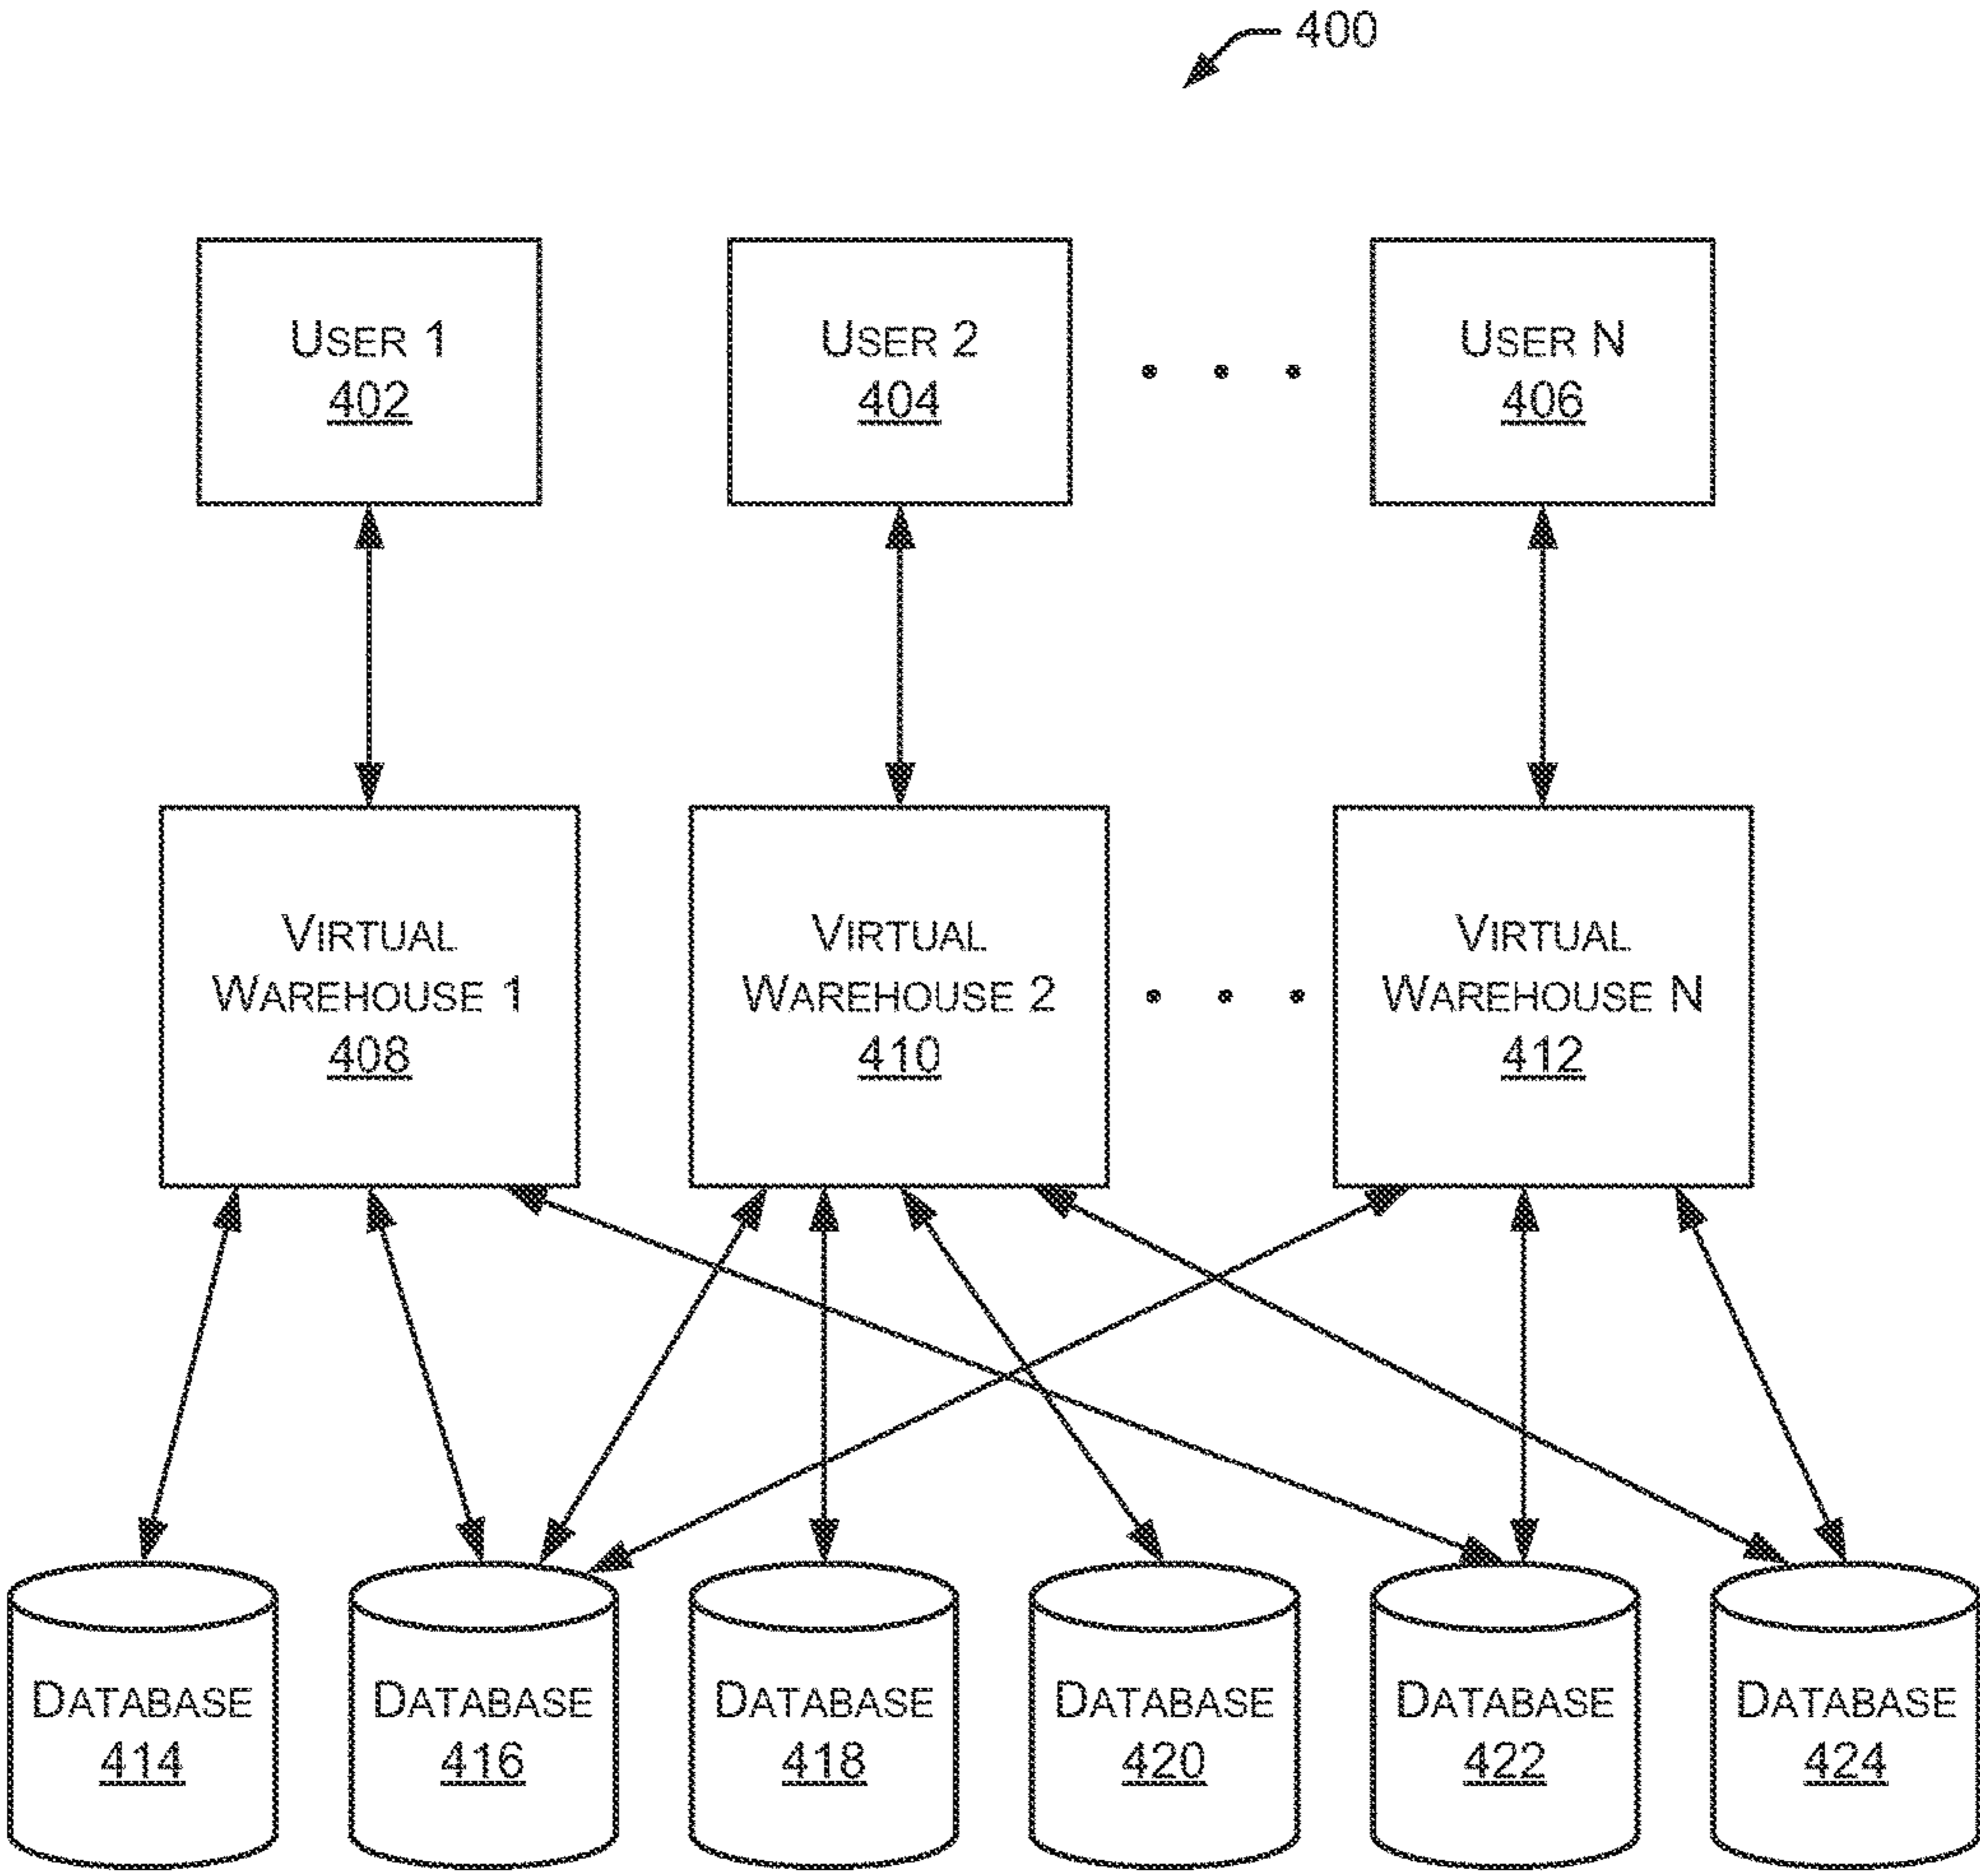 400
USER 1
402
USER 2
404
USER N
406
VIRTUAL
WAREHOUSE 1
408
VIRTUAL
WAREHOUSE 2
410
VIRTUAL
WAREHOUSE N
412
DATABASE
414
DATABASE
416
DATABASE
418
DATABASE
420
DATABASE
422
DATABASE
424